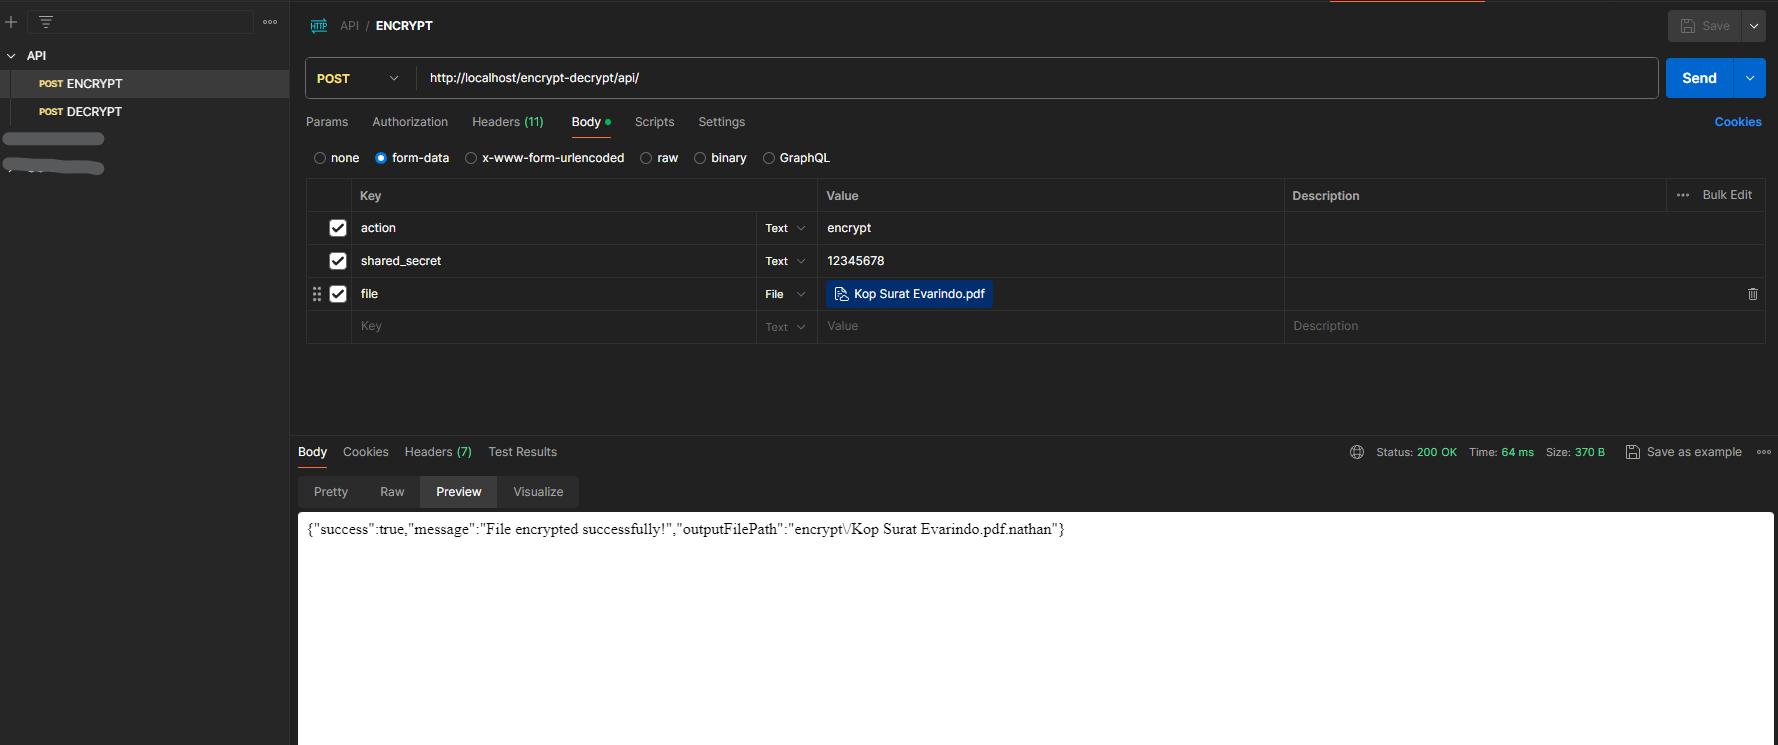 API / ENCRYPT
Save
API
POST ENCRYPT
POST DECRYPT
POST
http://localhost/encrypt-decrypt/api/
Send
Params Authorization Headers (11) Body Scripts Settings
Cookies
none form-data x-www-form-urlencoded raw binary GraphQL
Key Value Description Bulk Edit
action Text encrypt
shared_secret Text 12345678
file File Kop Surat Evarindo.pdf
Key Text Value Description
Body Cookies Headers (7) Test Results
Status: 200 OK Time: 64 ms Size: 370 B Save as example
Pretty Raw Preview Visualize
{"success":true,"message":"File encrypted successfully!","outputFilePath":"encrypt\/Kop Surat Evarindo.pdf.nathan"}